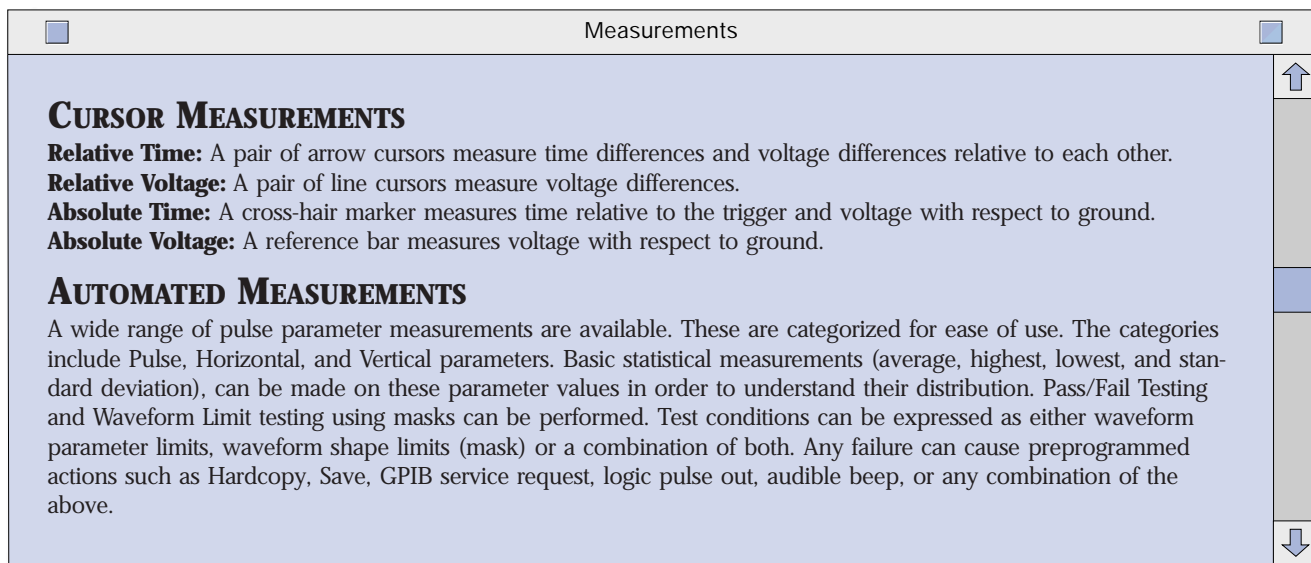 Measurements
CURSOR MEASUREMENTS
Relative Time: A pair of arrow cursors measure time differences and voltage differences relative to each other.
Relative Voltage: A pair of line cursors measure voltage differences.
Absolute Time: A cross-hair marker measures time relative to the trigger and voltage with respect to ground.
Absolute Voltage: A reference bar measures voltage with respect to ground.
AUTOMATED MEASUREMENTS
A wide range of pulse parameter measurements are available. These are categorized for ease of use. The categories
include Pulse, Horizontal, and Vertical parameters. Basic statistical measurements (average, highest, lowest, and stan-
dard deviation), can be made on these parameter values in order to understand their distribution. Pass/Fail Testing
and Waveform Limit testing using masks can be performed. Test conditions can be expressed as either waveform
parameter limits, waveform shape limits (mask) or a combination of both. Any failure can cause preprogrammed
actions such as Hardcopy, Save, GPIB service request, logic pulse out, audible beep, or any combination of the
above.